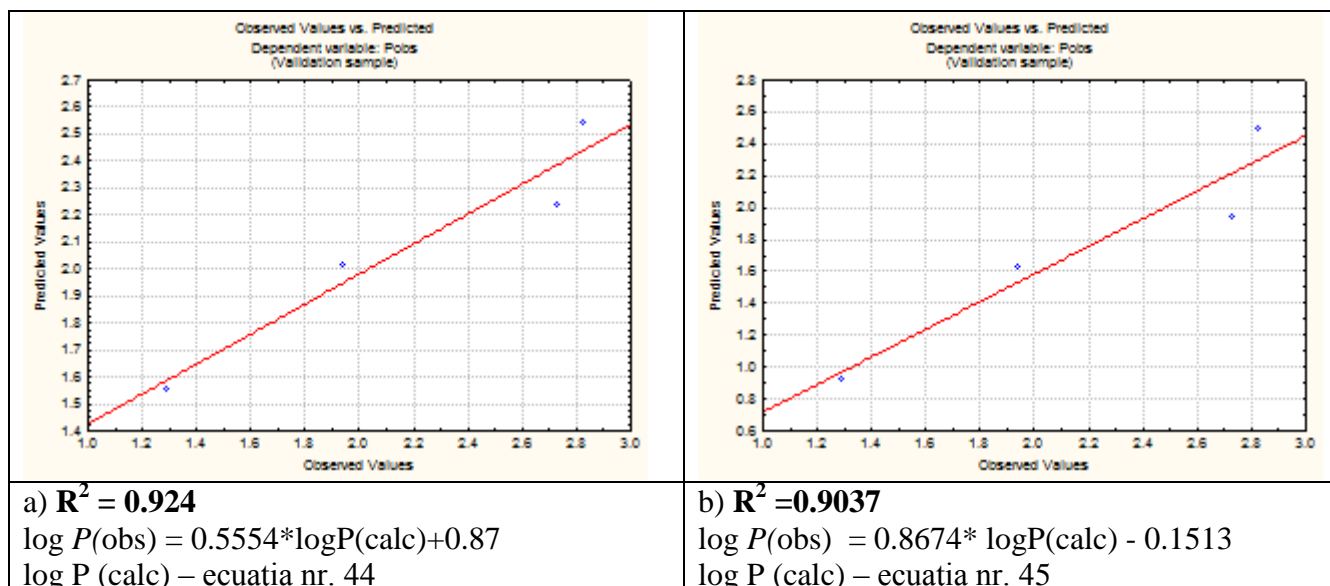 Observed Values vs. Predicted
Dependent variable: Pobs
(Validation sample)
2.7
2.6
2.5
2.4
2.3
2.2
2.1
2.0
1.9
1.8
1.7
1.6
1.5
1.4
1.0 1.2 1.4 1.6 1.8 2.0 2.2 2.4 2.6 2.8 3.0
Predicted Values
Observed Values
Observed Values vs. Predicted
Dependent variable: Pobs
(Validation sample)
2.8
2.6
2.4
2.2
2.0
1.8
1.6
1.4
1.2
1.0
0.8
0.6
1.0 1.2 1.4 1.6 1.8 2.0 2.2 2.4 2.6 2.8 3.0
Predicted Values
Observed Values
a) R² = 0.924
log P(obs) = 0.5554*logP(calc)+0.87
log P (calc) – ecuatia nr. 44
b) R² =0.9037
log P(obs) = 0.8674* logP(calc) - 0.1513
log P (calc) – ecuatia nr. 45